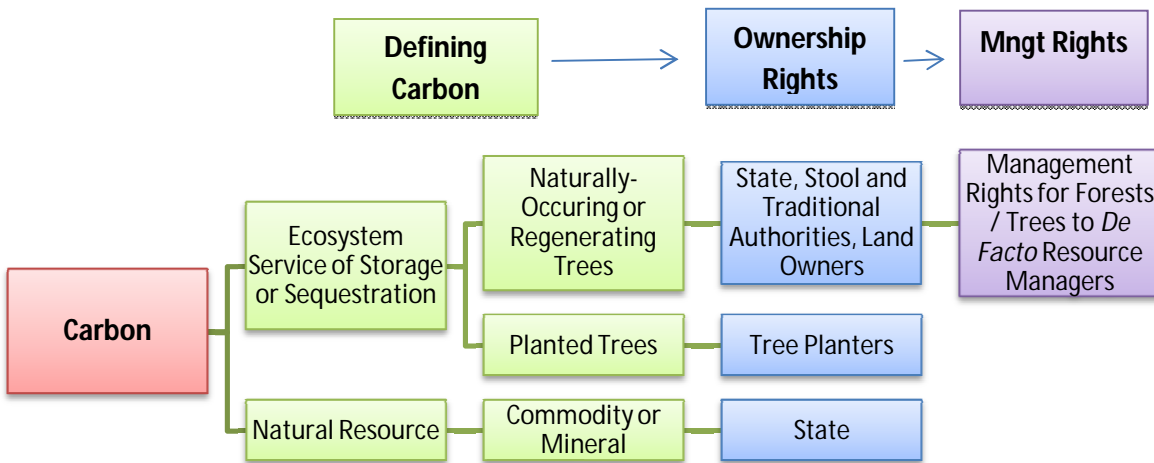 Defining
Carbon
Ownership
Rights
Mngt Rights
Carbon
Ecosystem
Service of Storage
or Sequestration
Naturally-
Occuring or
Regenerating
Trees
State, Stool and
Traditional
Authorities, Land
Owners
Management
Rights for Forests
/ Trees to De
Facto Resource
Managers
Planted Trees
Tree Planters
Natural Resource
Commodity or
Mineral
State